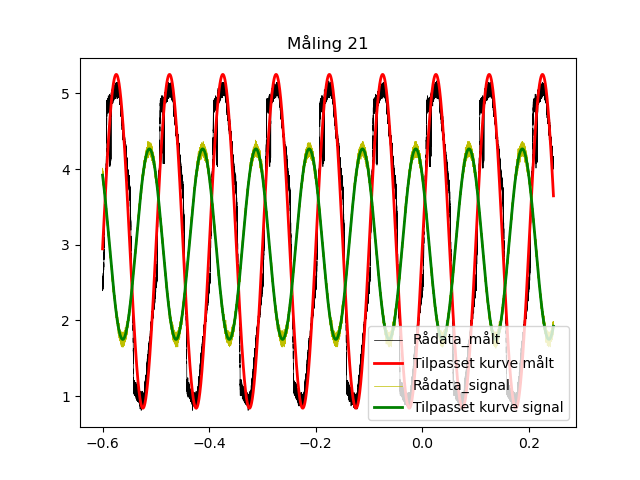 Måling 21
5
4
3
2
1
Rådata_målt
Tilpasset kurve målt
Rådata_signal
Tilpasset kurve signal
−0.6 −0.4 −0.2 0.0 0.2